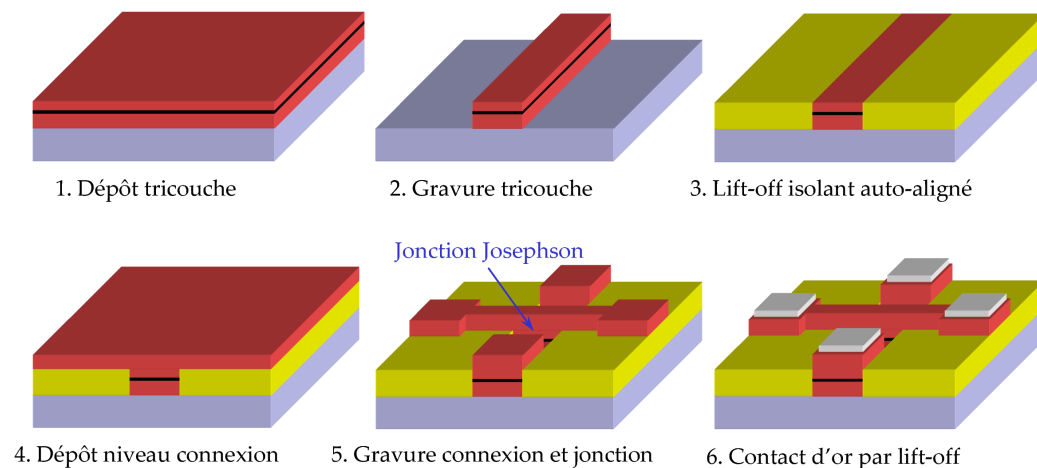 1. Dépôt tricouche
2. Gravure tricouche
3. Lift-off isolant auto-aligné
Jonction Josephson
4. Dépôt niveau connexion
5. Gravure connexion et jonction
6. Contact d'or par lift-off